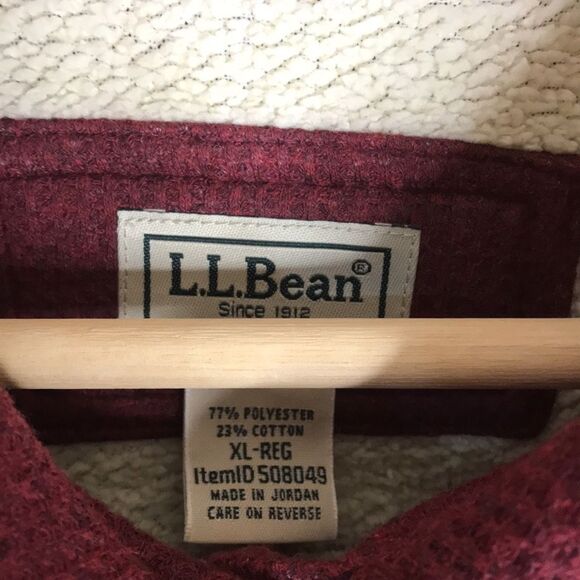 L.L.Bean®
Since 1912
77% POLYESTER
23% COTTON
XL-REG
ItemID 508049
MADE IN JORDAN
CARE ON REVERSE